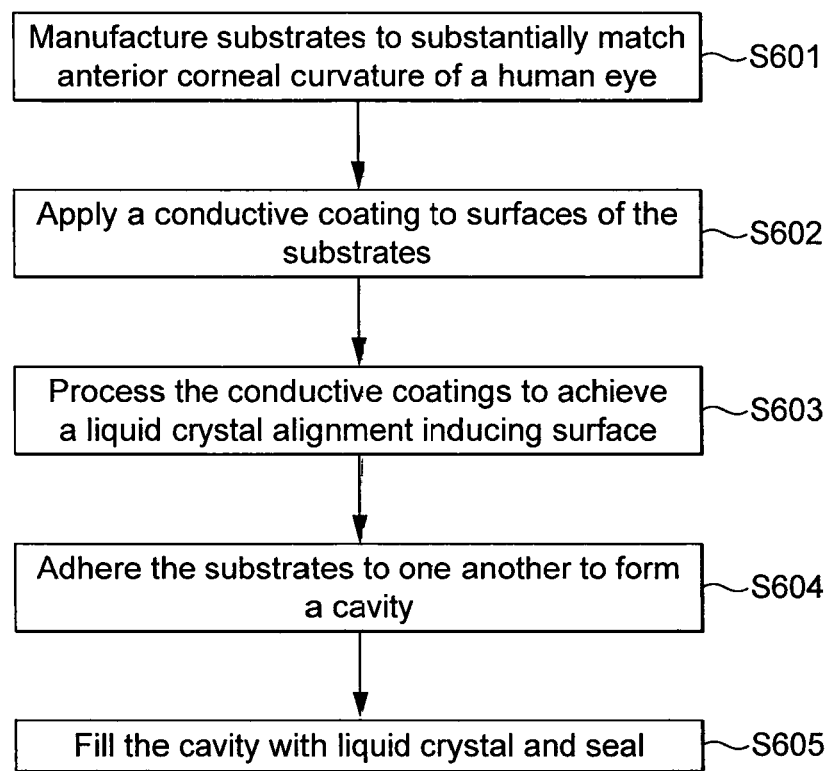 Manufacture substrates to substantially match
anterior corneal curvature of a human eye
S601
Apply a conductive coating to surfaces of the
substrates
S602
Process the conductive coatings to achieve
a liquid crystal alignment inducing surface
S603
Adhere the substrates to one another to form
a cavity
S604
Fill the cavity with liquid crystal and seal
S605